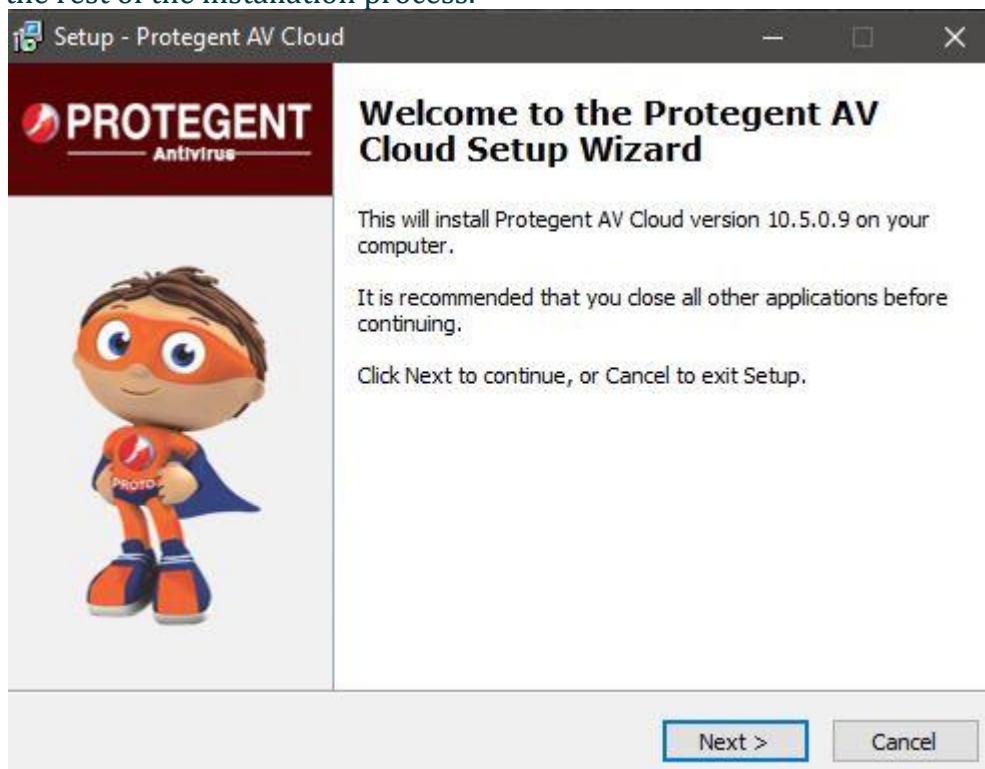 the rest of the installation process.
Setup - Protegent AV Cloud
PROTEGENT
Antivirus
Welcome to the Protegent AV
Cloud Setup Wizard
This will install Protegent AV Cloud version 10.5.0.9 on your
computer.
It is recommended that you close all other applications before
continuing.
Click Next to continue, or Cancel to exit Setup.
PROTO
Next >
Cancel